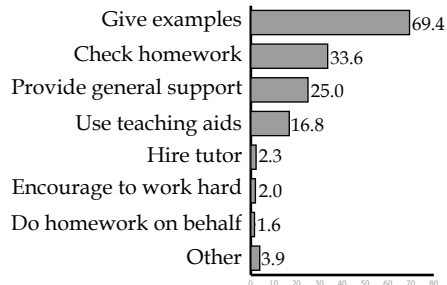 Give examples 69.4
Check homework 33.6
Provide general support 25.0
Use teaching aids 16.8
Hire tutor 2.3
Encourage to work hard 2.0
Do homework on behalf 1.6
Other 3.9
0 10 20 30 40 50 60 70 80